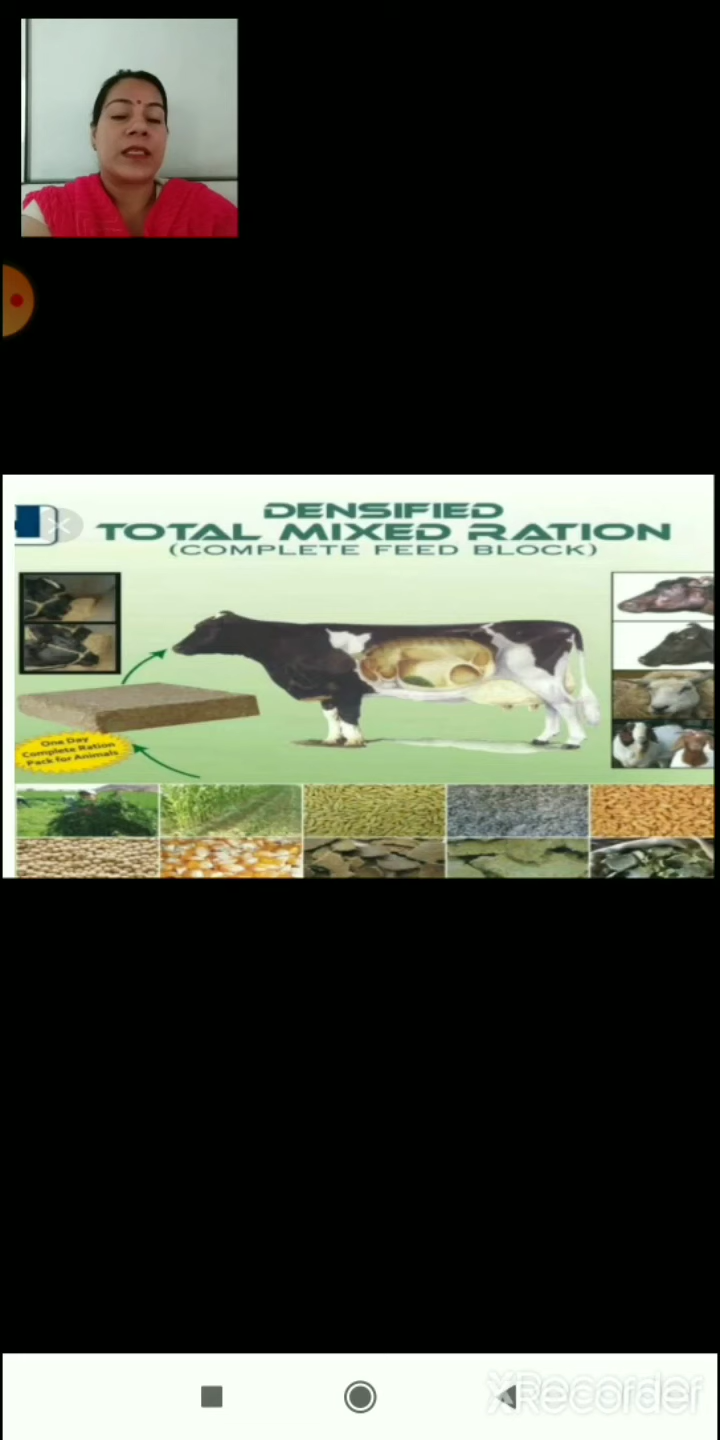 DENSIFIED
TOTAL MIXED RATION
(COMPLETE FEED BLOCK)
One Day
Complete Ration
Pack for Animals
XRecorder